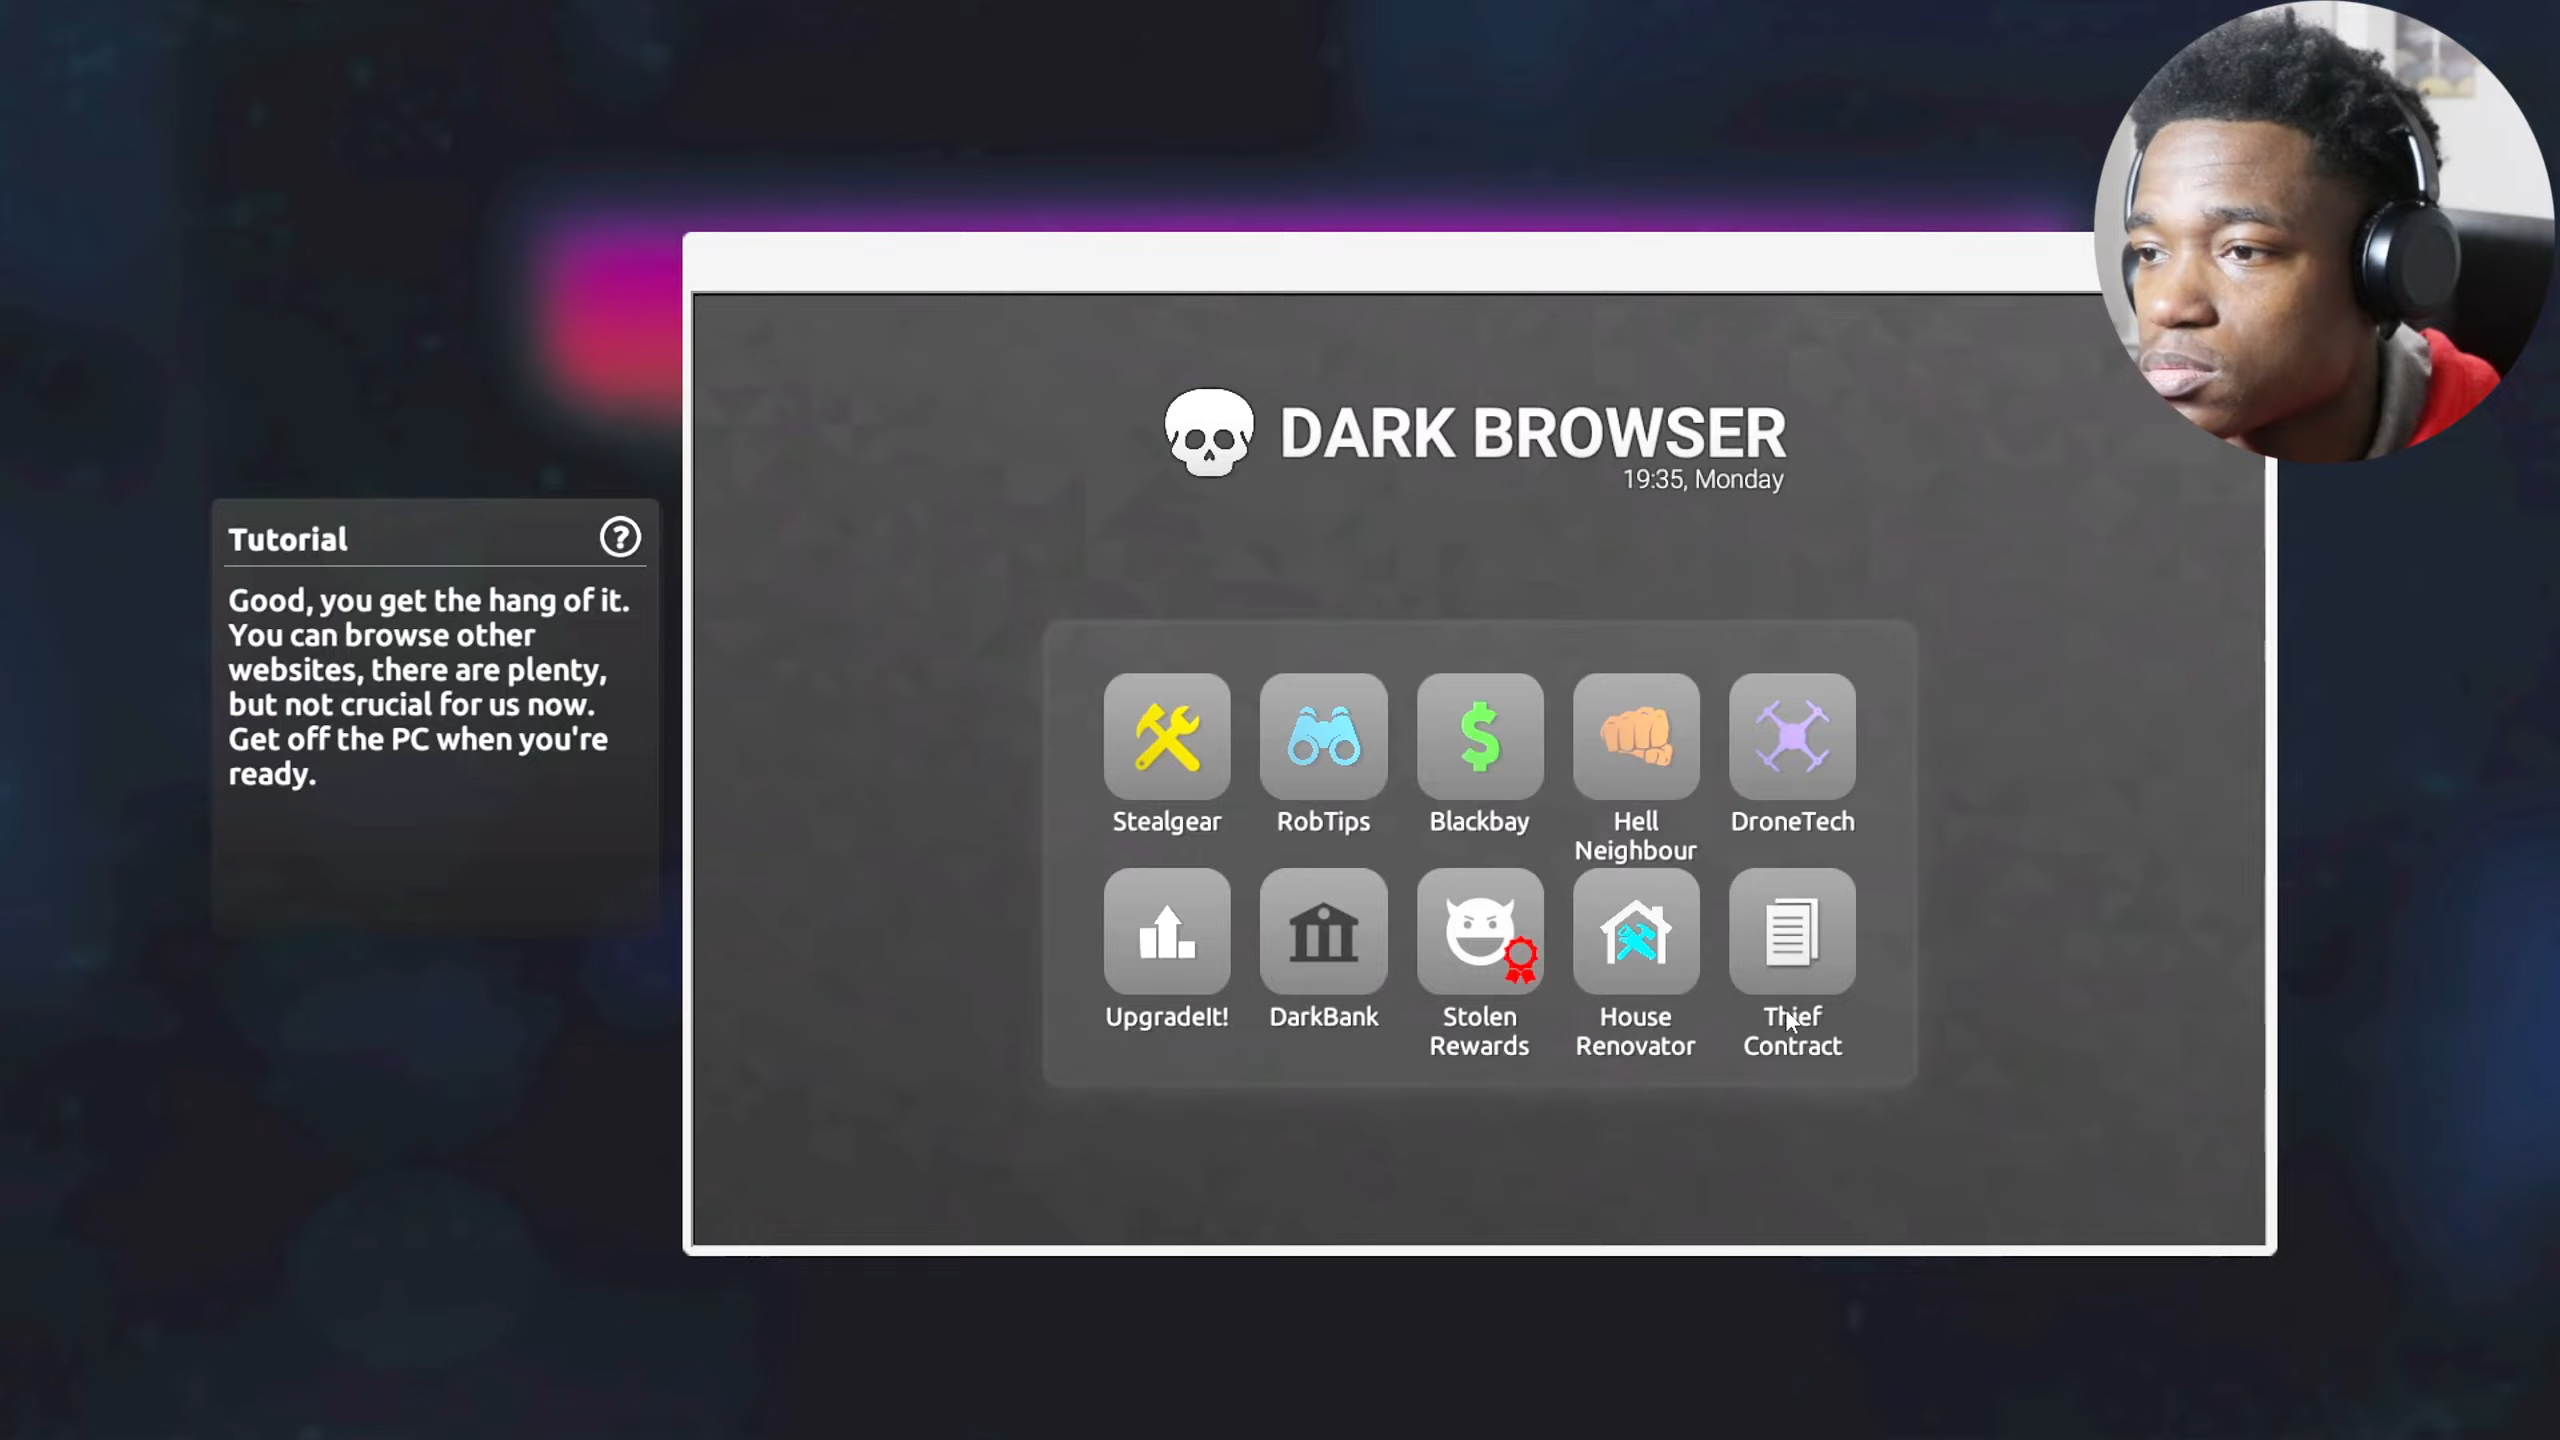 DARK BROWSER
19:35, Monday
Tutorial
?
Good, you get the hang of it.
You can browse other
websites, there are plenty,
but not crucial for us now.
Get off the PC when you're
ready.
Stealgear
RobTips
Blackbay
Hell
Neighbour
DroneTech
UpgradeIt!
DarkBank
Stolen
Rewards
House
Renovator
Thief
Contract